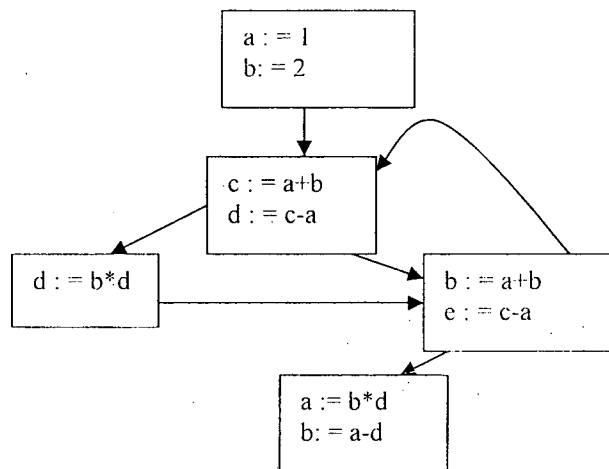 a : = 1
b: = 2
c : = a+b
d : = c-a
d : = b*d
b : = a+b
e : = c-a
a := b*d
b: = a-d